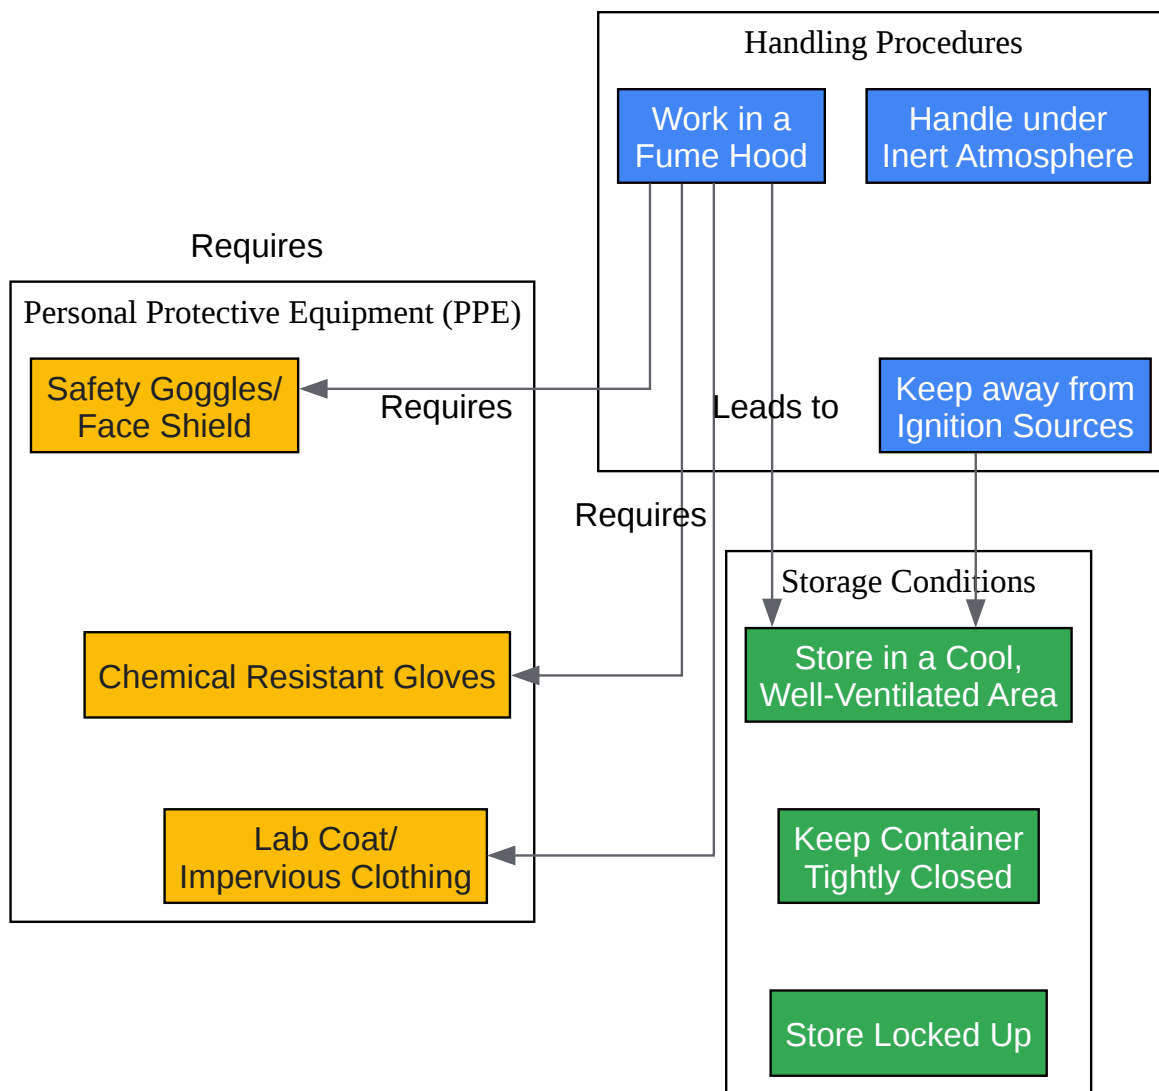 Handling Procedures
Work in a
Fume Hood
Handle under
Inert Atmosphere
Requires
Personal Protective Equipment (PPE)
Safety Goggles/
Face Shield
Requires
Leads to
Keep away from
Ignition Sources
Requires
Storage Conditions
Chemical Resistant Gloves
Store in a Cool,
Well-Ventilated Area
Lab Coat/
Impervious Clothing
Keep Container
Tightly Closed
Store Locked Up